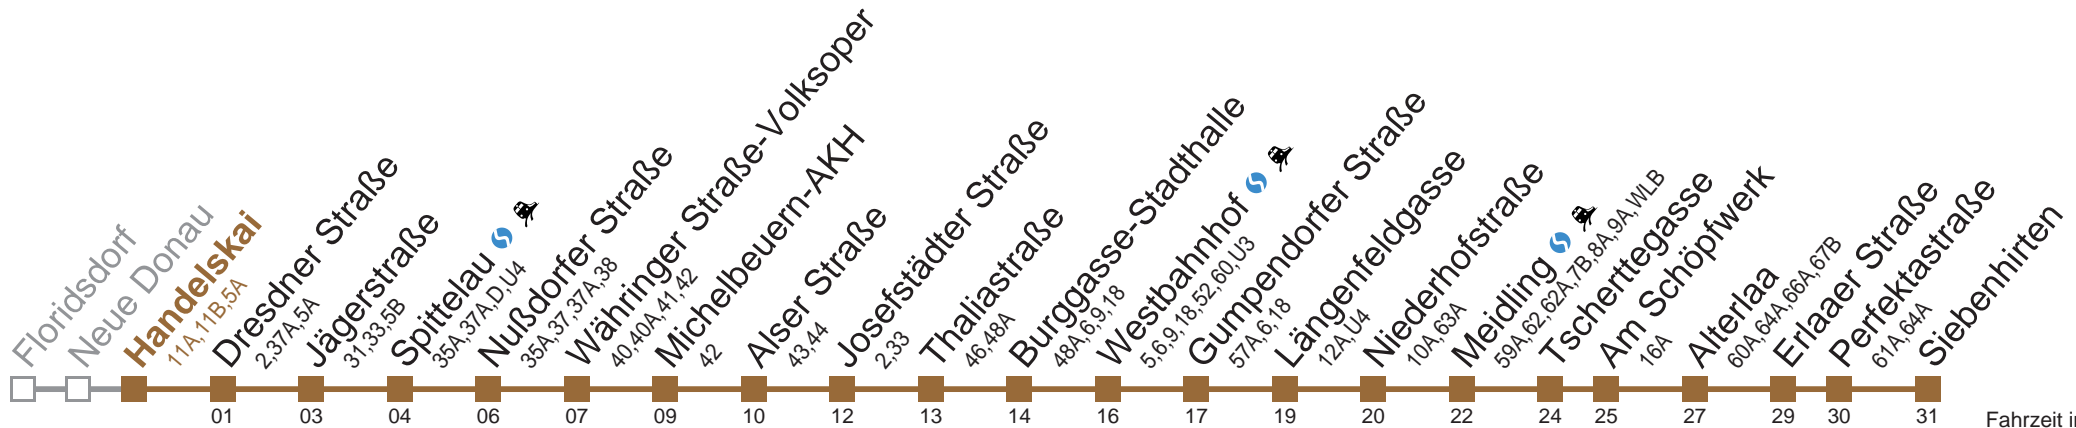 Floridsdorf
Neue Donau
Handelskai
11A,11B,5A
Dresdner Straße
2,37A,5A
Jägerstraße
31,33,5B
Spittelau
35A,37A,D,U4
Nußdorfer Straße
35A,37,37A,38
Währinger Straße-Volksoper
40,40A,41,42
Michelbeuern-AKH
42
Alser Straße
43,44
Josefstädter Straße
2,33
Thaliastraße
46,48A
Burggasse-Stadthalle
48A,6,9,18
Westbahnhof
5,6,9,18,52,60,U3
Gumpendorfer Straße
57A,6,18
Längenfeldgasse
12A,U4
Niederhofstraße
10A,63A
Meidling
59A,62,62A,7B,8A,9A,WLB
Tscherttegasse
Am Schöpfwerk
16A
Alterlaa
60A,64A,66A,67B
Erlaaer Straße
Perfektastraße
61A,64A
Siebenhirten
01 03 04 06 07 09 10 12 13 14 16 17 19 20 22 24 25 27 29 30 31
Fahrzeit